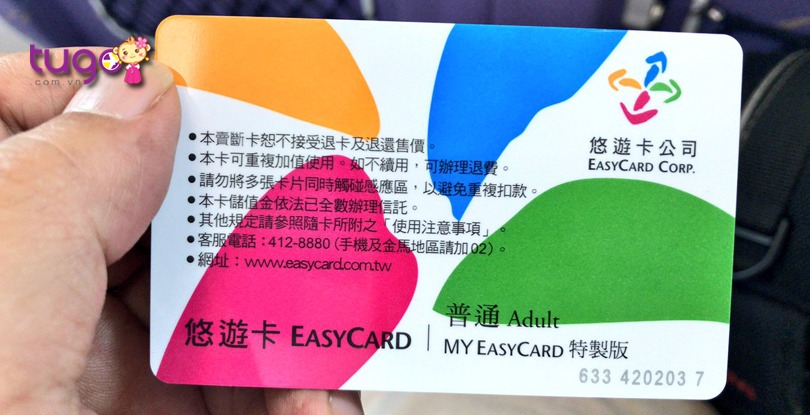 tugo
.com.vn
悠遊卡公司
EASYCARD CORP.
●本賣斷卡恕不接受退卡及退還售價。
●本卡可重複加值使用。如不續用，可辦理退費。
●請勿將多張卡片同時觸碰感應區，以避免重複扣款。
●本卡儲值金依法已全數辦理信託。
●其他規定請參照隨卡所附之「使用注意事項」。
●客服電話：412-8880（手機及金馬地區請加02）。
●網址：www.easycard.com.tw
悠遊卡 EASYCARD
普通 Adult
MY EASYCARD 特製版
633 420203 7